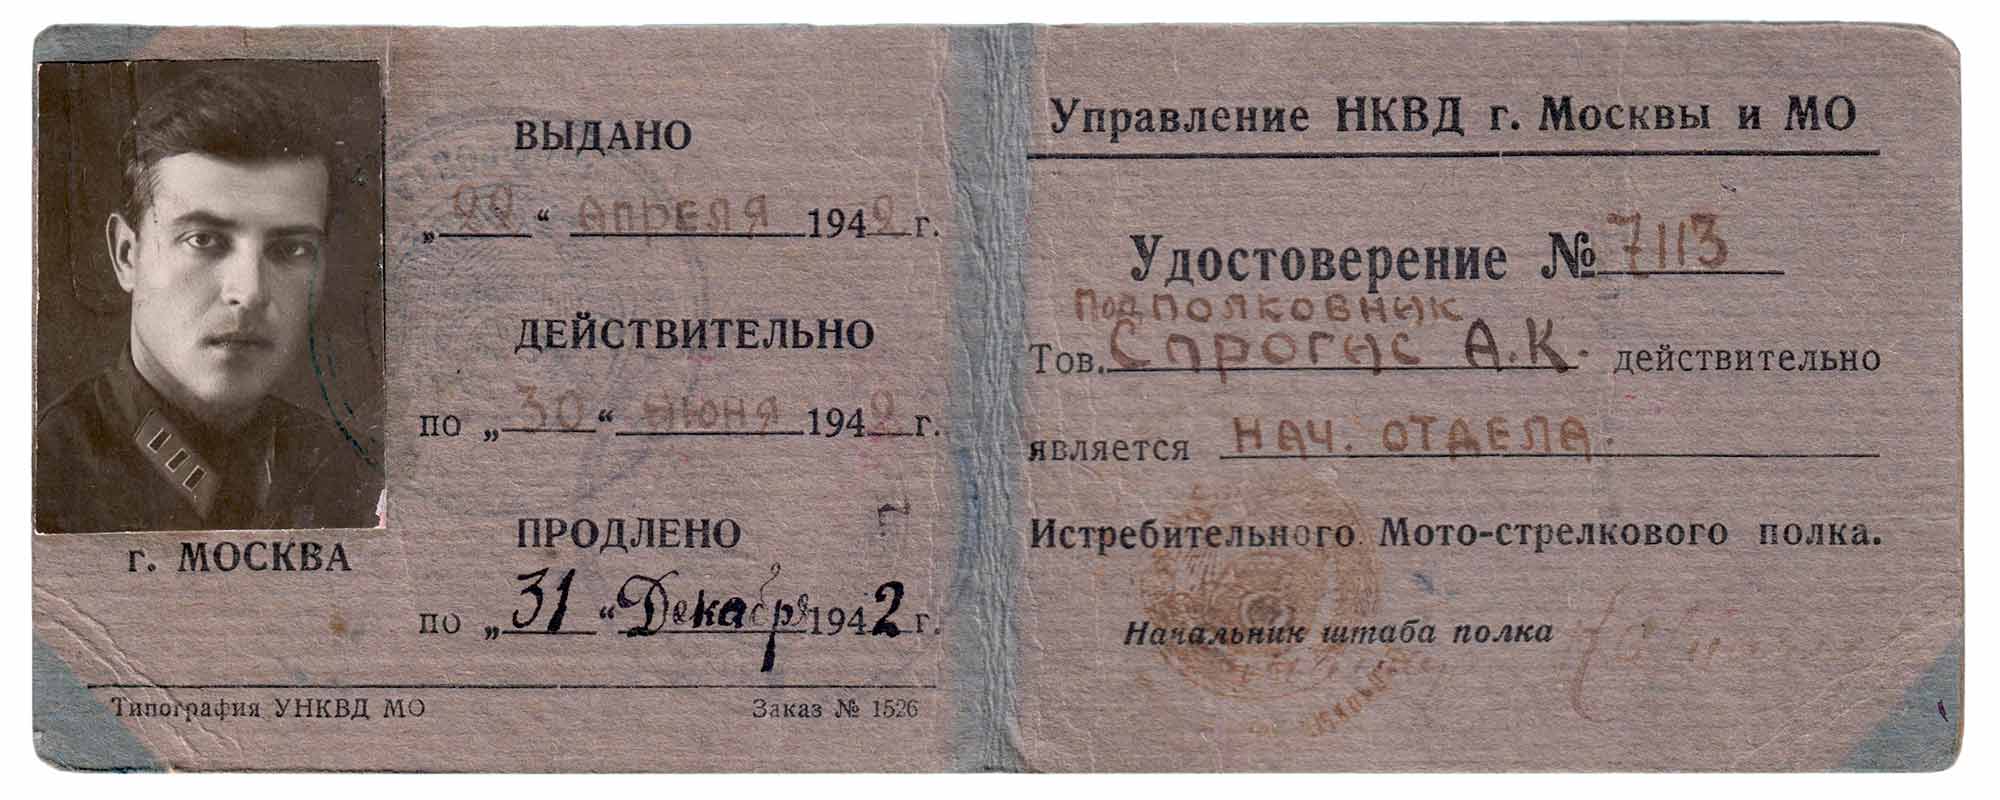 ВЫДАНО
„22“ АПРЕЛЯ 1942 г.
ДЕЙСТВИТЕЛЬНО
по „30“ ИЮНЯ 1942 г.
ПРОДЛЕНО
по „31“ Декабря 1942 г.
г. МОСКВА
Типография УНКВД МО Заказ № 1526
Управление НКВД г. Москвы и МО
Удостоверение № 7113
ПОДПОЛКОВНИК
Тов. Спрогис А.К. действительно
является НАЧ. ОТДЕЛА.
Истребительного Мото-стрелкового полка.
Начальник штаба полка